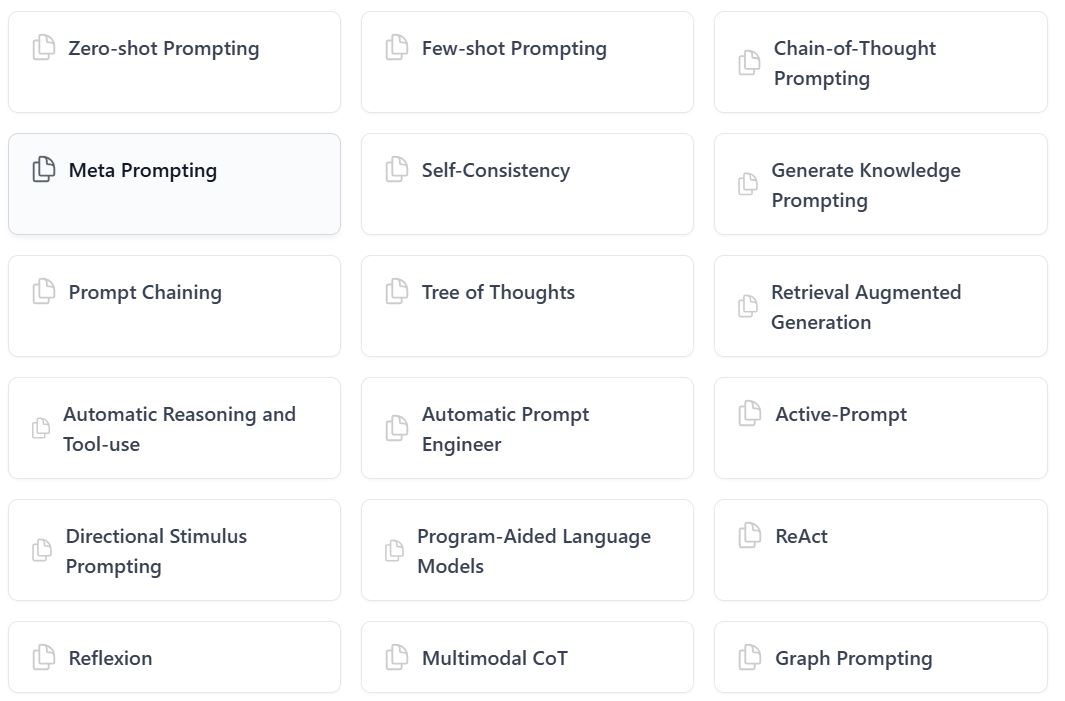 Zero-shot Prompting
Few-shot Prompting
Chain-of-Thought
Prompting
Meta Prompting
Self-Consistency
Generate Knowledge
Prompting
Prompt Chaining
Tree of Thoughts
Retrieval Augmented
Generation
Automatic Reasoning and
Tool-use
Automatic Prompt
Engineer
Active-Prompt
Directional Stimulus
Prompting
Program-Aided Language
Models
ReAct
Reflexion
Multimodal CoT
Graph Prompting